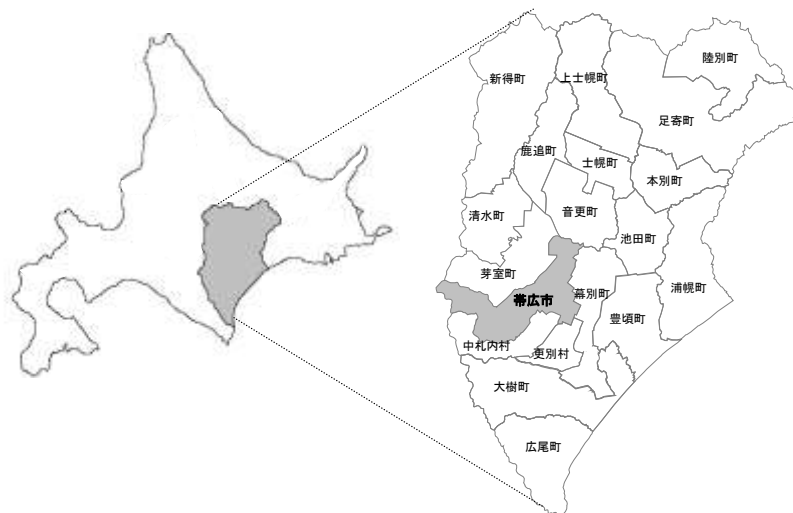 陸別町
新得町
上士幌町
足寄町
鹿追町
士幌町
本別町
清水町
音更町
池田町
芽室町
浦幌町
帯広市
幕別町
豊頃町
中札内村
更別村
大樹町
広尾町